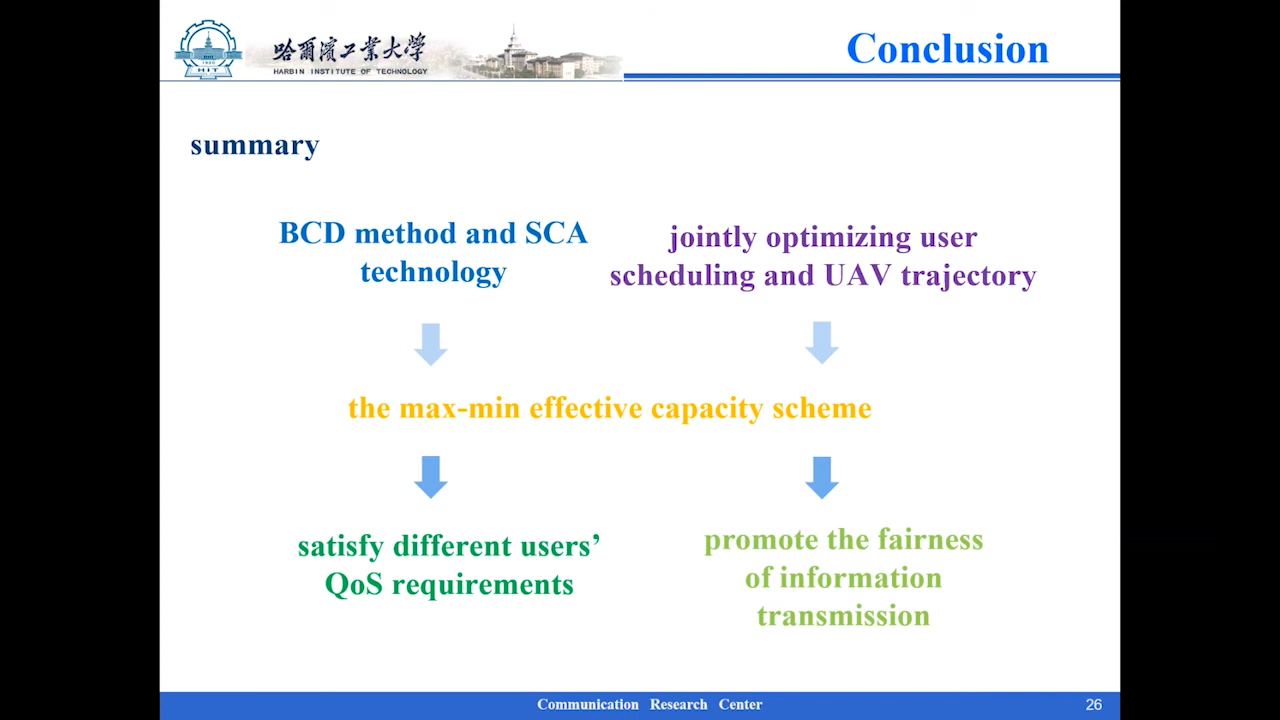 哈爾濱工業大學
HARBIN INSTITUTE OF TECHNOLOGY
1920
HIT
Conclusion
summary
BCD method and SCA
technology
jointly optimizing user
scheduling and UAV trajectory
the max-min effective capacity scheme
satisfy different users’
QoS requirements
promote the fairness
of information
transmission
Communication Research Center
26